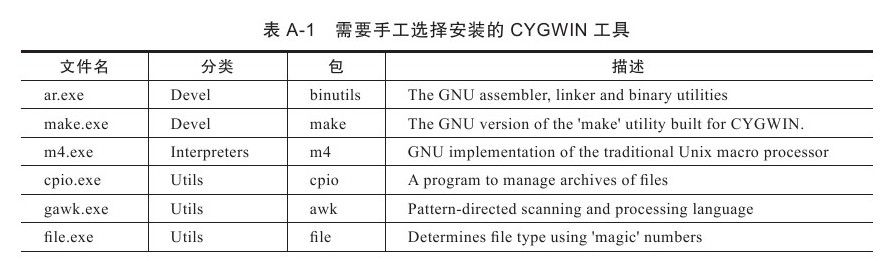 表 A-1 需要手工选择安装的 CYGWIN 工具
文件名 分类 包 描述
ar.exe Devel binutils The GNU assembler, linker and binary utilities
make.exe Devel make The GNU version of the 'make' utility built for CYGWIN.
m4.exe Interpreters m4 GNU implementation of the traditional Unix macro processor
cpio.exe Utils cpio A program to manage archives of files
gawk.exe Utils awk Pattern-directed scanning and processing language
file.exe Utils file Determines file type using 'magic' numbers